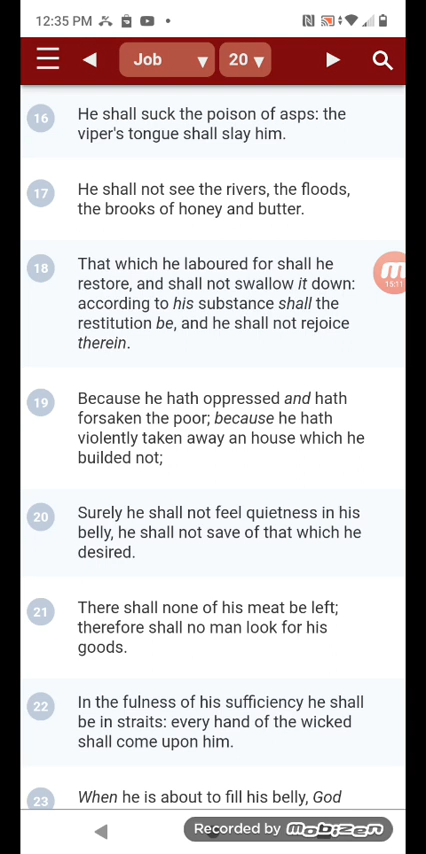 12:35 PM
Job
20
16
He shall suck the poison of asps: the
viper's tongue shall slay him.
17
He shall not see the rivers, the floods,
the brooks of honey and butter.
18
That which he laboured for shall he
restore, and shall not swallow it down:
according to his substance shall the
restitution be, and he shall not rejoice
therein.
m
15:11
19
Because he hath oppressed and hath
forsaken the poor; because he hath
violently taken away an house which he
builded not;
20
Surely he shall not feel quietness in his
belly, he shall not save of that which he
desired.
21
There shall none of his meat be left;
therefore shall no man look for his
goods.
22
In the fulness of his sufficiency he shall
be in straits: every hand of the wicked
shall come upon him.
23
When he is about to fill his belly, God
Recorded by mobizen